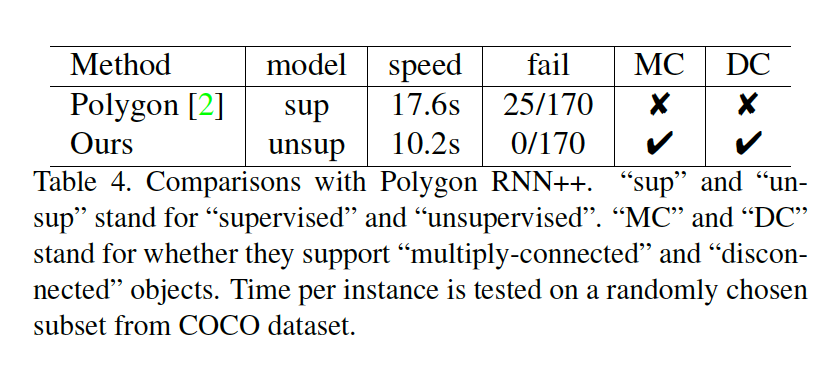 Method model speed fail MC DC
Polygon [2] sup 17.6s 25/170 ✘ ✘
Ours unsup 10.2s 0/170 ✔ ✔
Table 4. Comparisons with Polygon RNN++. “sup” and “un-
sup” stand for “supervised” and “unsupervised”. “MC” and “DC”
stand for whether they support “multiply-connected” and “discon-
nected” objects. Time per instance is tested on a randomly chosen
subset from COCO dataset.